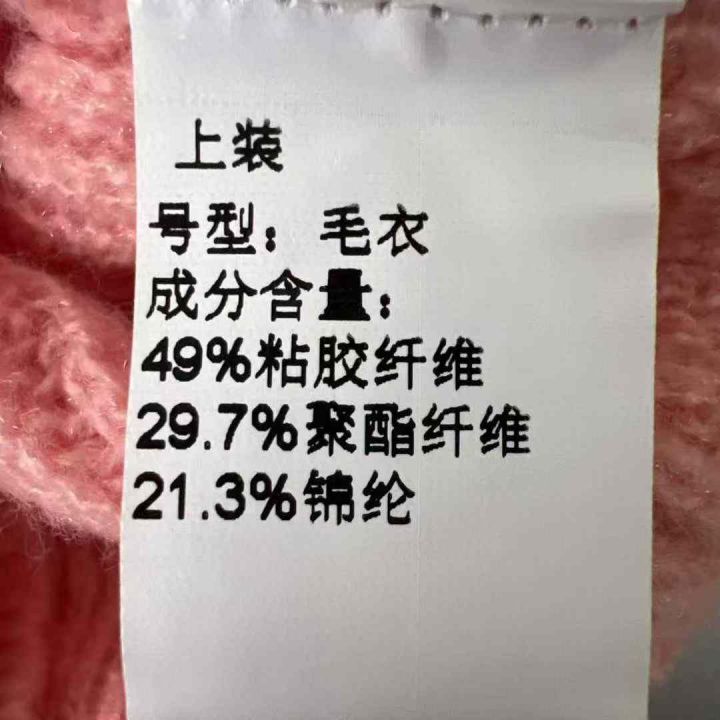 上装
号型：毛衣
成分含量：
49%粘胶纤维
29.7%聚酯纤维
21.3%锦纶